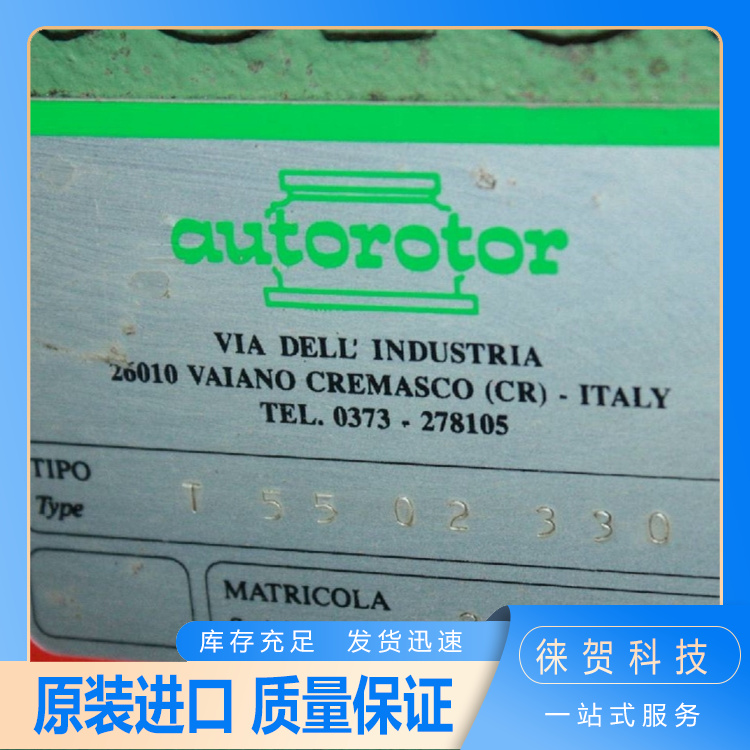 autorotor
VIA DELL' INDUSTRIA
26010 VAIANO CREMASCO (CR) - ITALY
TEL. 0373 - 278105
TIPO
Type
T 55 02 330
MATRICOLA
库存充足 发货迅速
原装进口 质量保证
徕贺科技
一站式服务